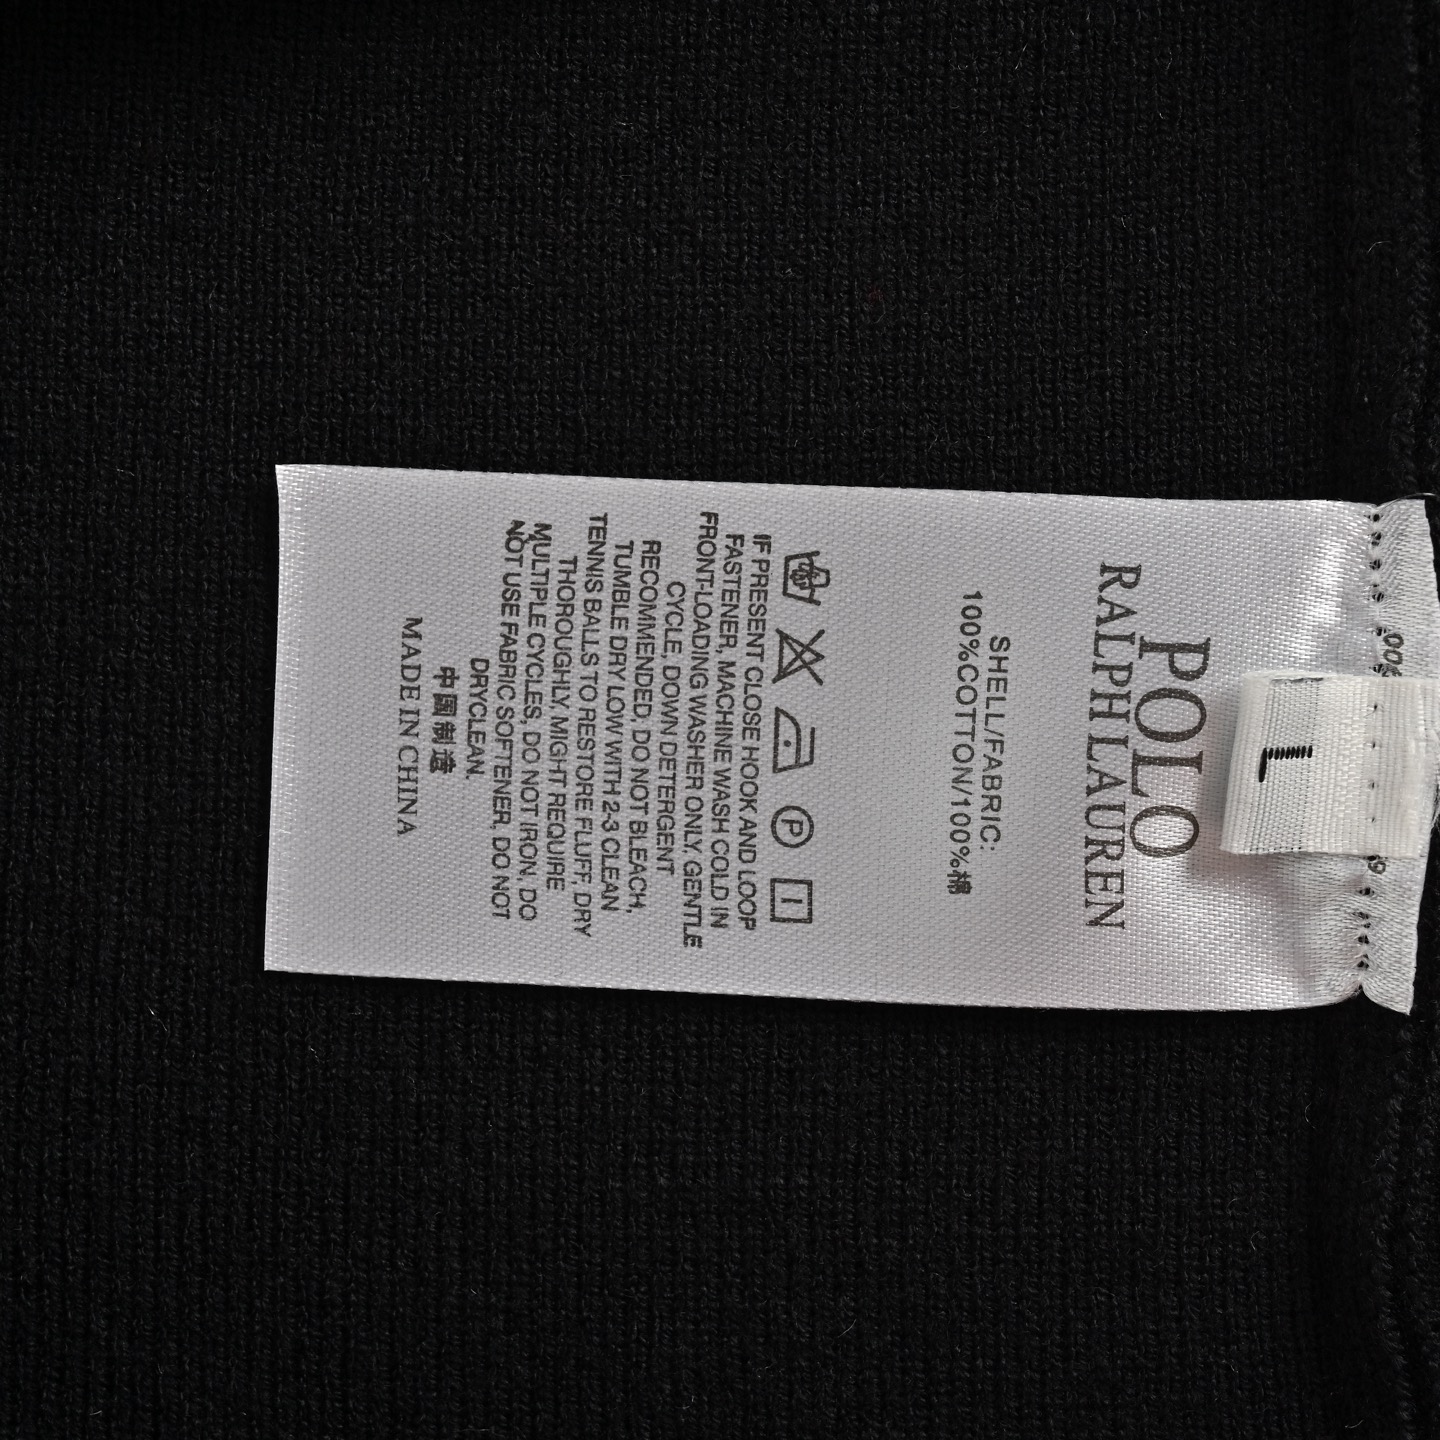 L
POLO
RALPH LAUREN
SHELL/FABRIC:
100%COTTON/100%棉
P
IF PRESENT CLOSE HOOK AND LOOP
FASTENER, MACHINE WASH COLD IN
FRONT-LOADING WASHER ONLY, GENTLE
CYCLE, DOWN DETERGENT
RECOMMENDED, DO NOT BLEACH,
TUMBLE DRY LOW WITH 2-3 CLEAN
TENNIS BALLS TO RESTORE FLUFF, DRY
THOROUGHLY, MIGHT REQUIRE
MULTIPLE CYCLES, DO NOT IRON, DO
NOT USE FABRIC SOFTENER, DO NOT
DRYCLEAN.
中国制造
MADE IN CHINA